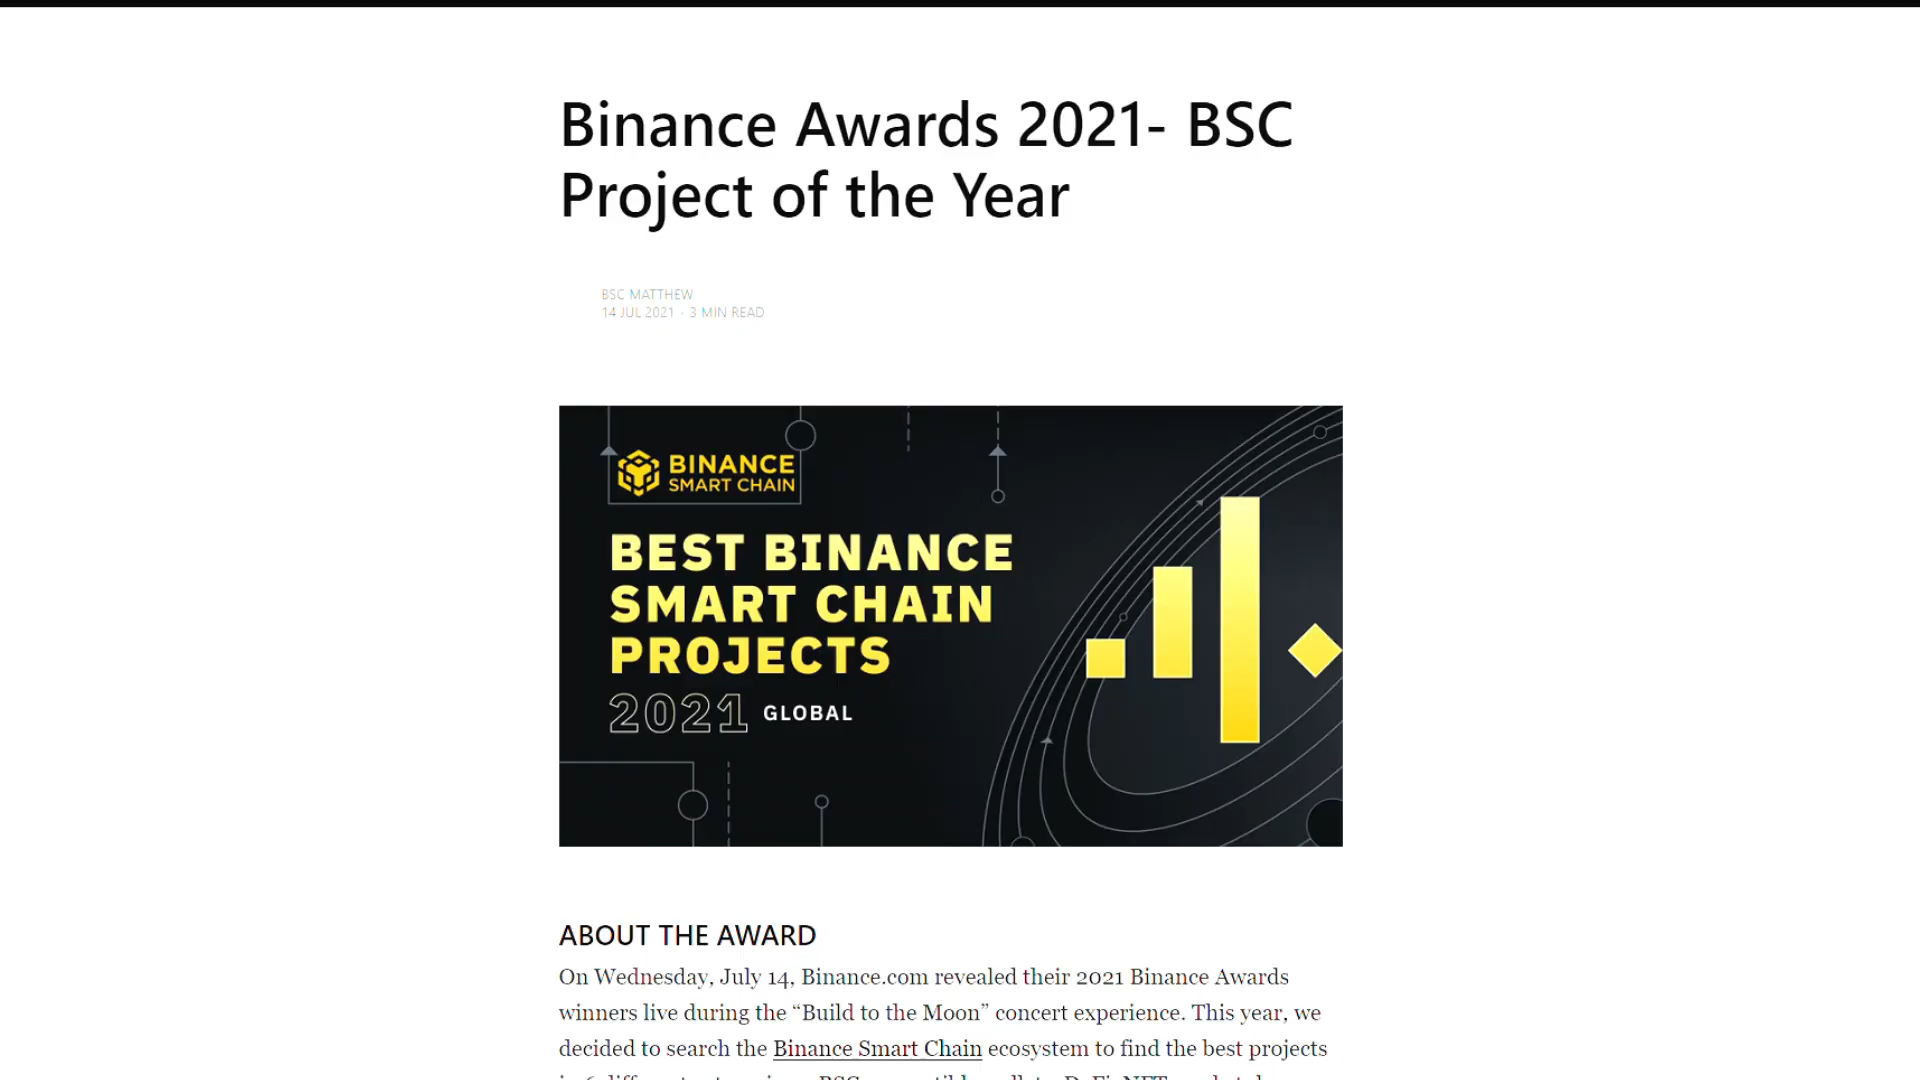 Binance Awards 2021- BSC
Project of the Year
BSC MATTHEW
14 JUL 2021 · 3 MIN READ
BINANCE
SMART CHAIN
BEST BINANCE
SMART CHAIN
PROJECTS
2021 GLOBAL
ABOUT THE AWARD
On Wednesday, July 14, Binance.com revealed their 2021 Binance Awards
winners live during the “Build to the Moon” concert experience. This year, we
decided to search the Binance Smart Chain ecosystem to find the best projects